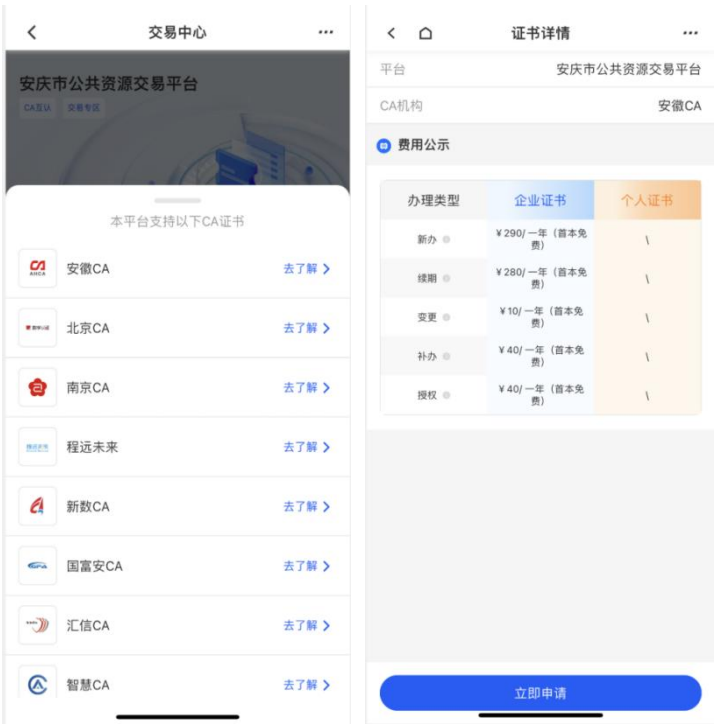 交易中心
安庆市公共资源交易平台
CA互认 交易专区
本平台支持以下CA证书
AHCA
安徽CA 去了解
数字认证
北京CA 去了解
南京CA 去了解
程远未来
程远未来 去了解
新数CA 去了解
国富安CA 去了解
汇信CA 去了解
智慧CA 去了解
证书详情
平台 安庆市公共资源交易平台
CA机构 安徽CA
费用公示
办理类型 企业证书 个人证书
新办 ¥290/一年（首本免费） \
续期 ¥280/一年（首本免费） \
变更 ¥10/一年（首本免费） \
补办 ¥40/一年（首本免费） \
授权 ¥40/一年（首本免费） \
立即申请